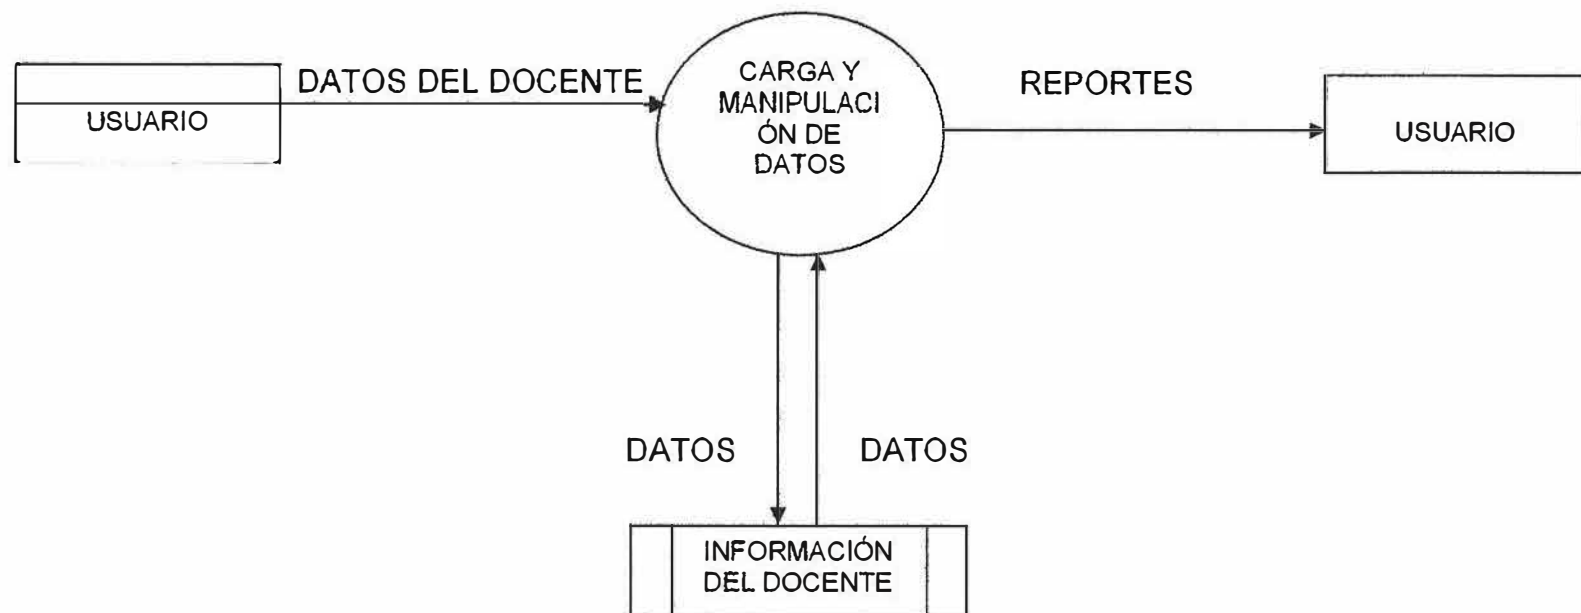 DATOS DEL DOCENTE
USUARIO
CARGA Y
MANIPULACI
ÓN DE
DATOS
REPORTES
USUARIO
DATOS
DATOS
INFORMACIÓN
DEL DOCENTE